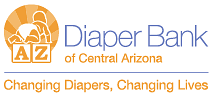 AZ
Diaper Bank
of Central Arizona
Changing Diapers, Changing Lives